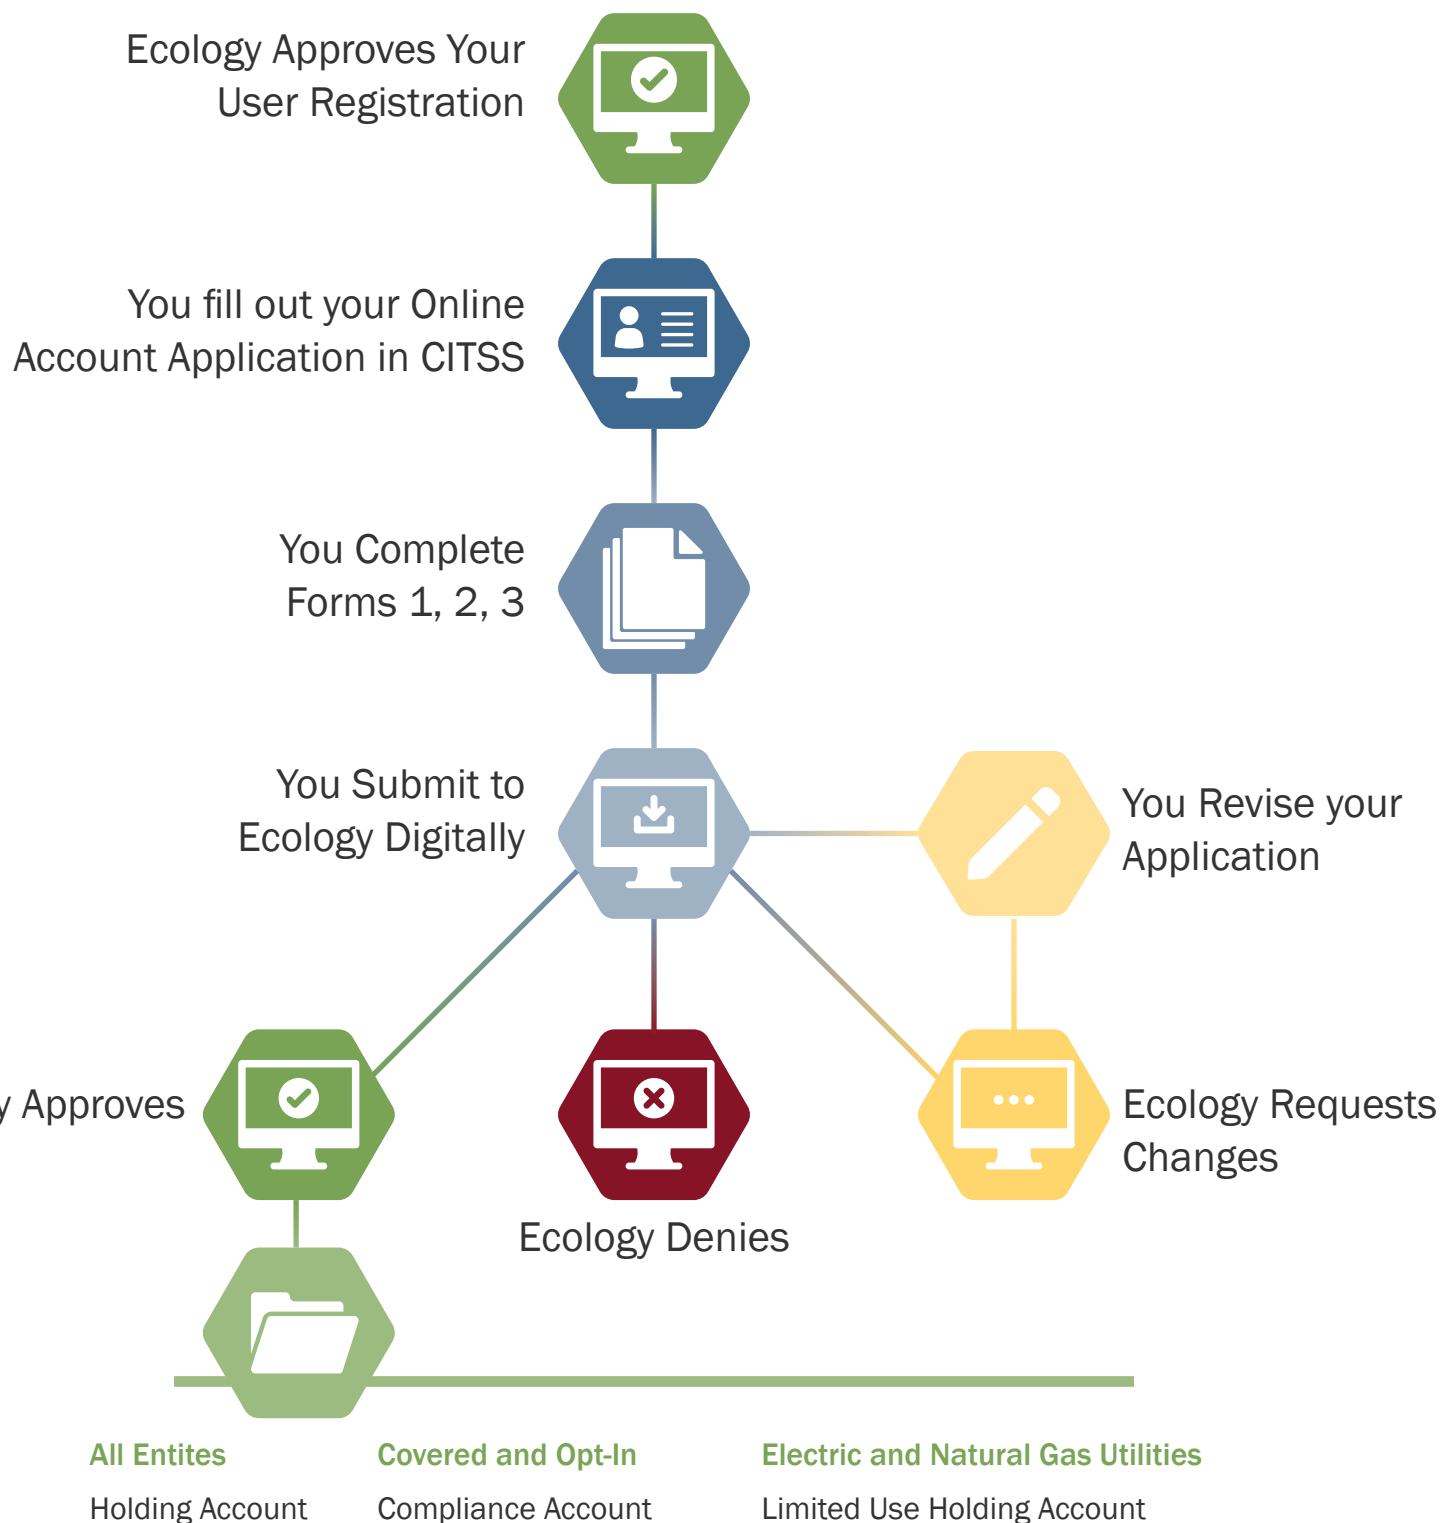 Ecology Approves Your
User Registration
You fill out your Online
Account Application in CITSS
You Complete
Forms 1, 2, 3
You Submit to
Ecology Digitally
You Revise your
Application
y Approves
Ecology Requests
Changes
Ecology Denies
All Entites
Holding Account
Covered and Opt-In
Compliance Account
Electric and Natural Gas Utilities
Limited Use Holding Account